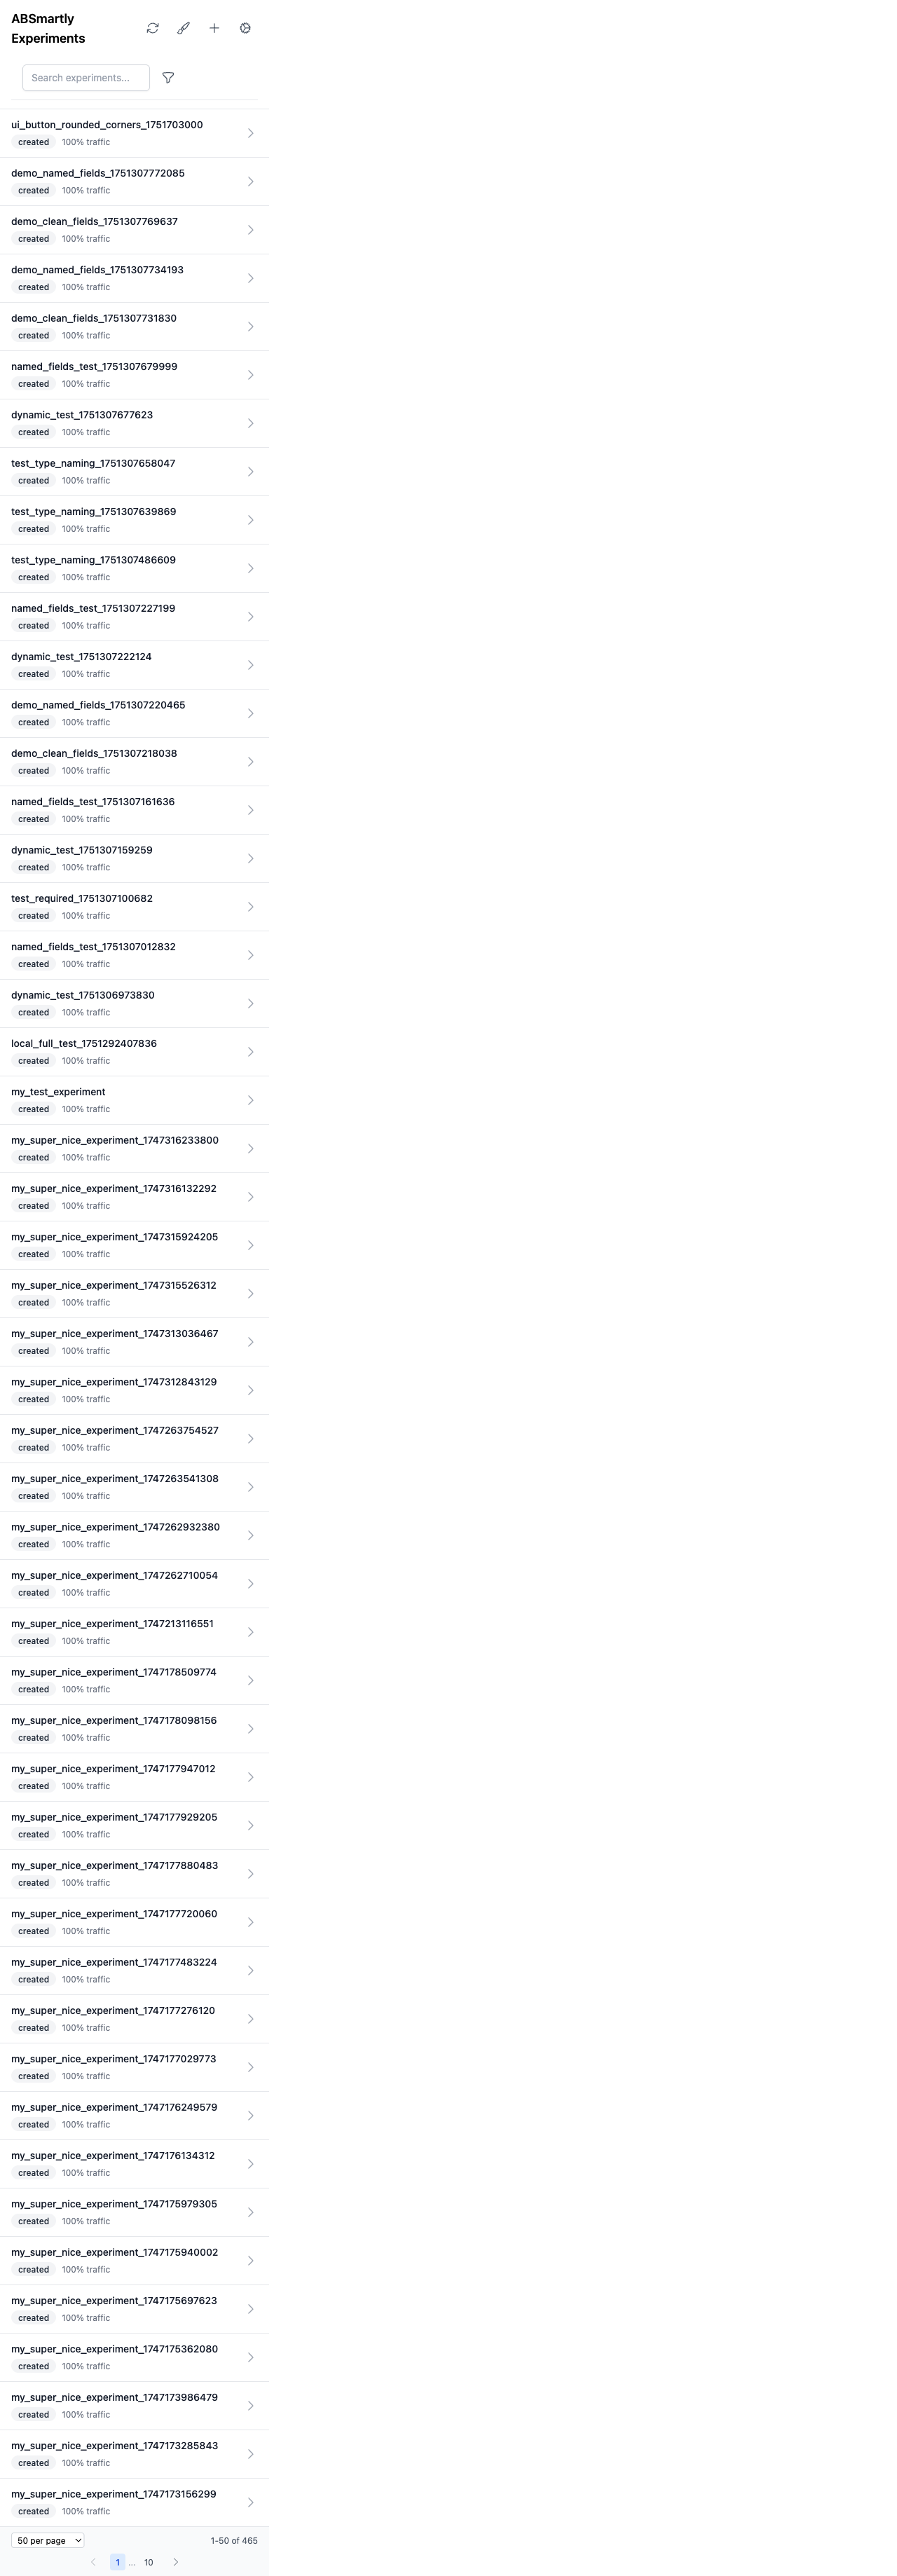 ABSmartly
Experiments
Search experiments...
ui_button_rounded_corners_1751703000
created 100% traffic
demo_named_fields_1751307772085
created 100% traffic
demo_clean_fields_1751307769637
created 100% traffic
demo_named_fields_1751307734193
created 100% traffic
demo_clean_fields_1751307731830
created 100% traffic
named_fields_test_1751307679999
created 100% traffic
dynamic_test_1751307677623
created 100% traffic
test_type_naming_1751307658047
created 100% traffic
test_type_naming_1751307639869
created 100% traffic
test_type_naming_1751307486609
created 100% traffic
named_fields_test_1751307227199
created 100% traffic
dynamic_test_1751307222124
created 100% traffic
demo_named_fields_1751307220465
created 100% traffic
demo_clean_fields_1751307218038
created 100% traffic
named_fields_test_1751307161636
created 100% traffic
dynamic_test_1751307159259
created 100% traffic
test_required_1751307100682
created 100% traffic
named_fields_test_1751307012832
created 100% traffic
dynamic_test_1751306973830
created 100% traffic
local_full_test_1751292407836
created 100% traffic
my_test_experiment
created 100% traffic
my_super_nice_experiment_1747316233800
created 100% traffic
my_super_nice_experiment_1747316132292
created 100% traffic
my_super_nice_experiment_1747315924205
created 100% traffic
my_super_nice_experiment_1747315526312
created 100% traffic
my_super_nice_experiment_1747313036467
created 100% traffic
my_super_nice_experiment_1747312843129
created 100% traffic
my_super_nice_experiment_1747263754527
created 100% traffic
my_super_nice_experiment_1747263541308
created 100% traffic
my_super_nice_experiment_1747262932380
created 100% traffic
my_super_nice_experiment_1747262710054
created 100% traffic
my_super_nice_experiment_1747213116551
created 100% traffic
my_super_nice_experiment_1747178509774
created 100% traffic
my_super_nice_experiment_1747178098156
created 100% traffic
my_super_nice_experiment_1747177947012
created 100% traffic
my_super_nice_experiment_1747177929205
created 100% traffic
my_super_nice_experiment_1747177880483
created 100% traffic
my_super_nice_experiment_1747177720060
created 100% traffic
my_super_nice_experiment_1747177483224
created 100% traffic
my_super_nice_experiment_1747177276120
created 100% traffic
my_super_nice_experiment_1747177029773
created 100% traffic
my_super_nice_experiment_1747176249579
created 100% traffic
my_super_nice_experiment_1747176134312
created 100% traffic
my_super_nice_experiment_1747175979305
created 100% traffic
my_super_nice_experiment_1747175940002
created 100% traffic
my_super_nice_experiment_1747175697623
created 100% traffic
my_super_nice_experiment_1747175362080
created 100% traffic
my_super_nice_experiment_1747173986479
created 100% traffic
my_super_nice_experiment_1747173285843
created 100% traffic
my_super_nice_experiment_1747173156299
created 100% traffic
50 per page 1-50 of 465
1 ... 10